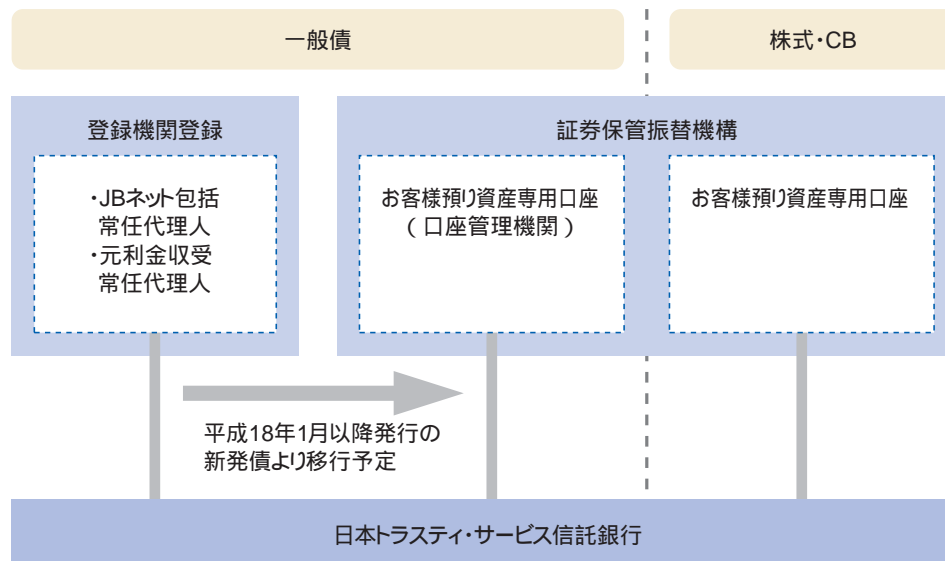 一般債
株式・CB
登録機関登録
・JBネット包括
常任代理人
・元利金収受
常任代理人
証券保管振替機構
お客様預り資産専用口座
（口座管理機関）
お客様預り資産専用口座
平成18年1月以降発行の
新発債より移行予定
日本トラスティ・サービス信託銀行